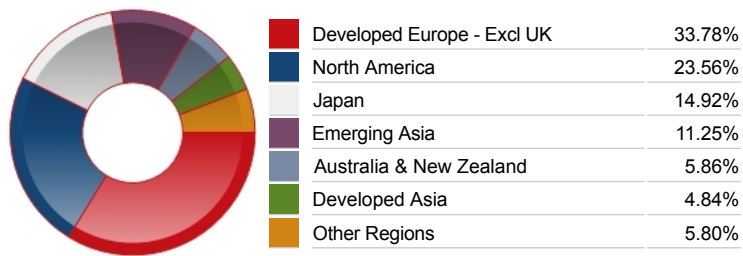 Developed Europe - Excl UK 33.78%
North America 23.56%
Japan 14.92%
Emerging Asia 11.25%
Australia & New Zealand 5.86%
Developed Asia 4.84%
Other Regions 5.80%